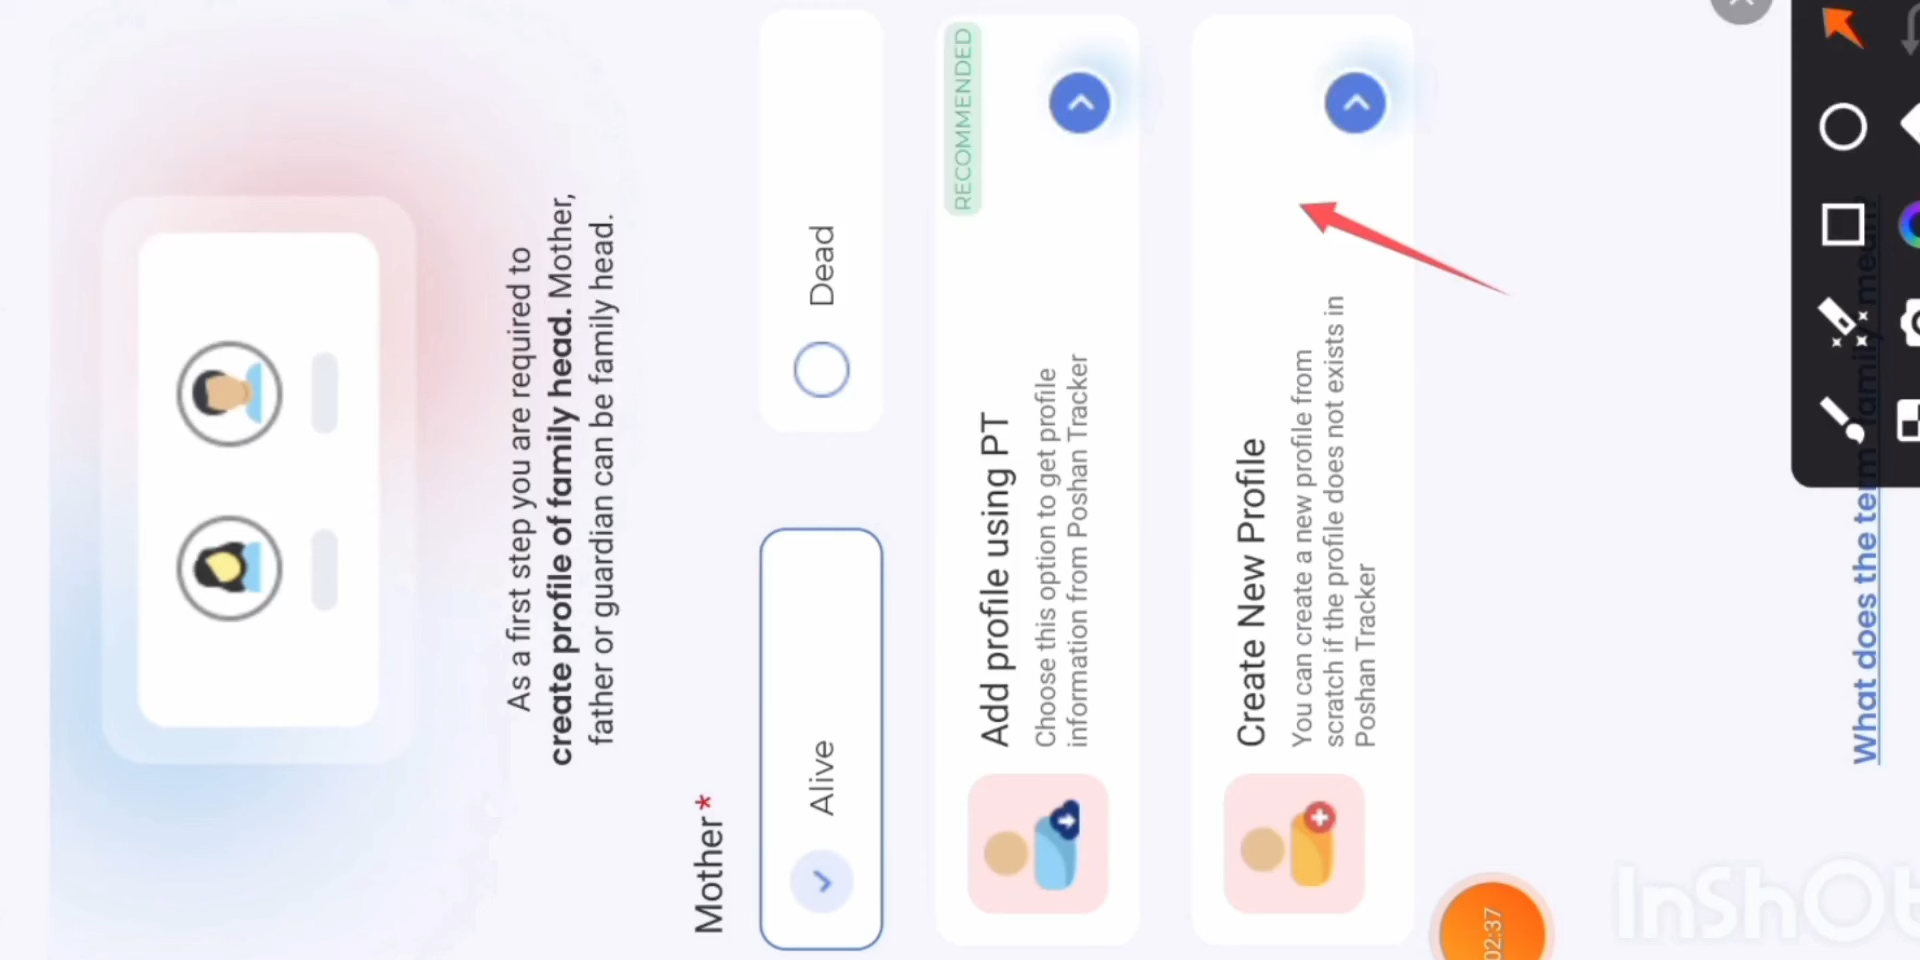 As a first step you are required to
create profile of family head. Mother,
father or guardian can be family head.
Mother*
Alive
Dead
RECOMMENDED
Add profile using PT
Choose this option to get profile
information from Poshan Tracker
Create New Profile
You can create a new profile from
scratch if the profile does not exists in
Poshan Tracker
02:37
What does the term family mean?
InShot